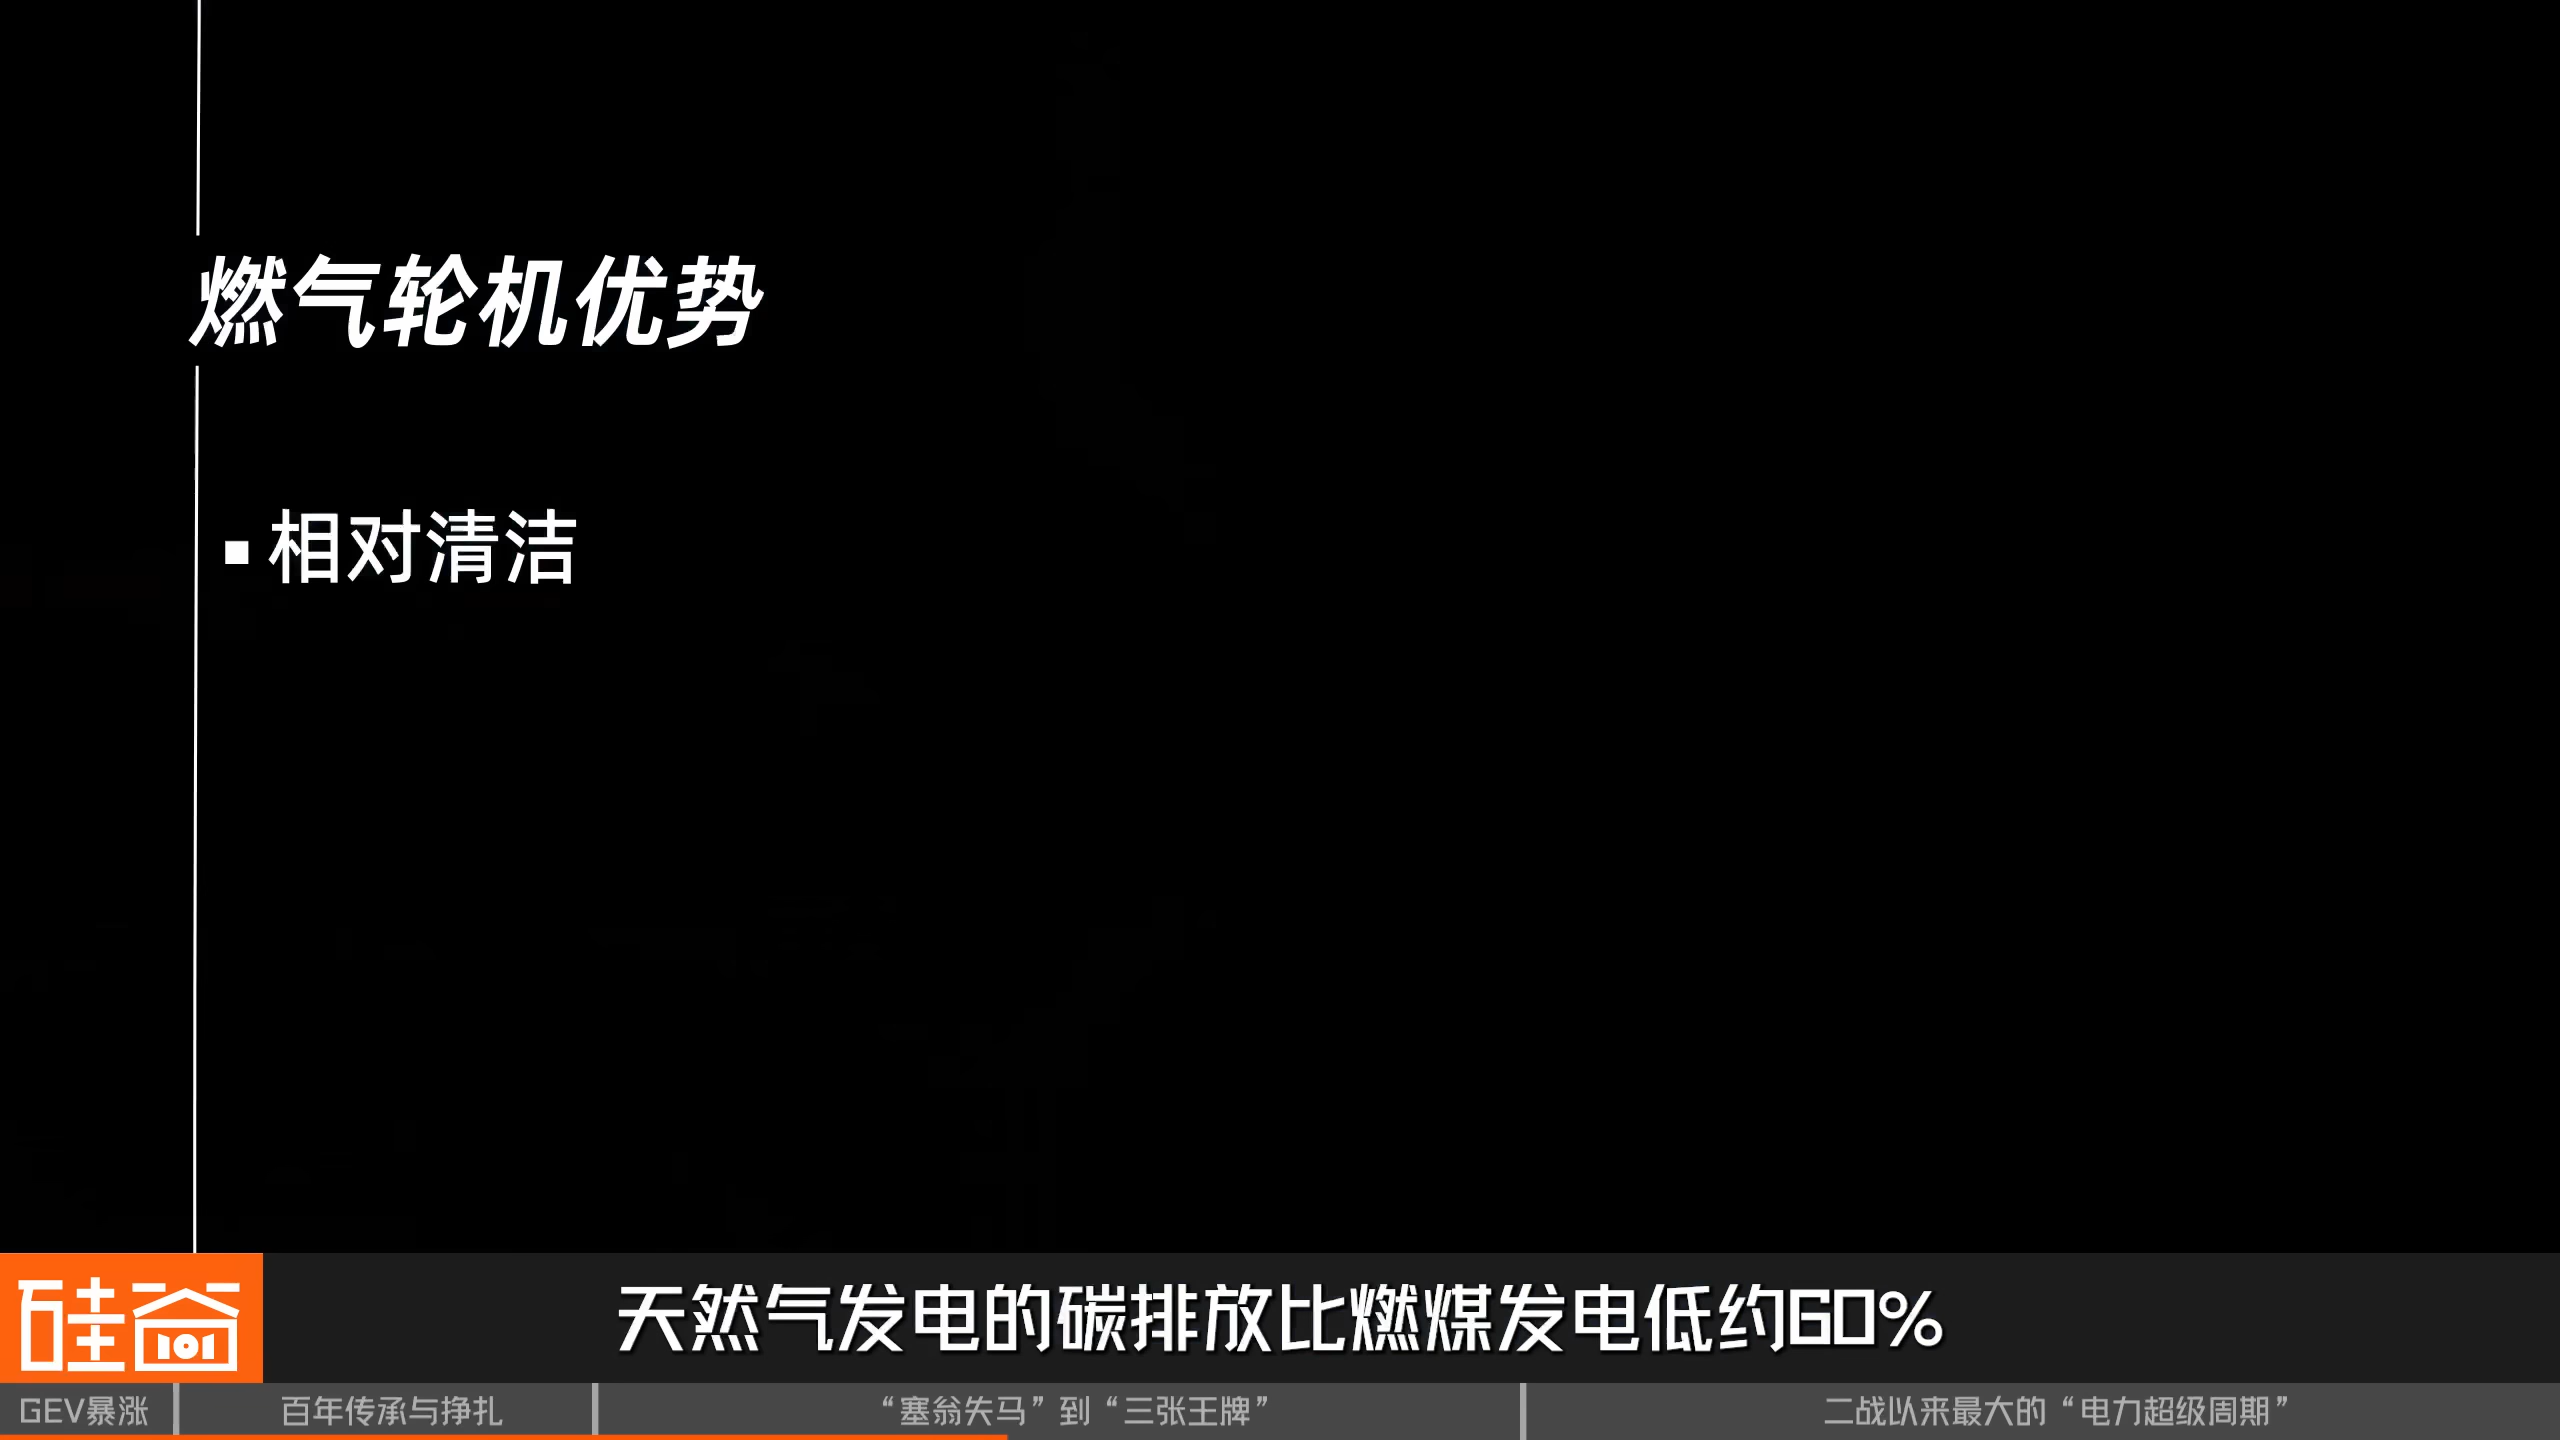 燃气轮机优势
▪相对清洁
硅谷101
天然气发电的碳排放比燃煤发电低约60%
GEV暴涨
百年传承与挣扎
“塞翁失马”到“三张王牌”
二战以来最大的“电力超级周期”